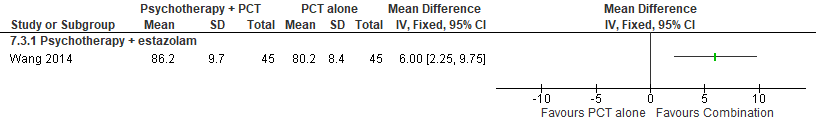 Psychotherapy + PCT PCT alone Mean Difference Mean Difference
Study or Subgroup Mean SD Total Mean SD Total IV, Fixed, 95% CI IV, Fixed, 95% CI
7.3.1 Psychotherapy + estazolam
Wang 2014 86.2 9.7 45 80.2 8.4 45 6.00 [2.25, 9.75]
-10 -5 0 5 10
Favours PCT alone Favours Combination